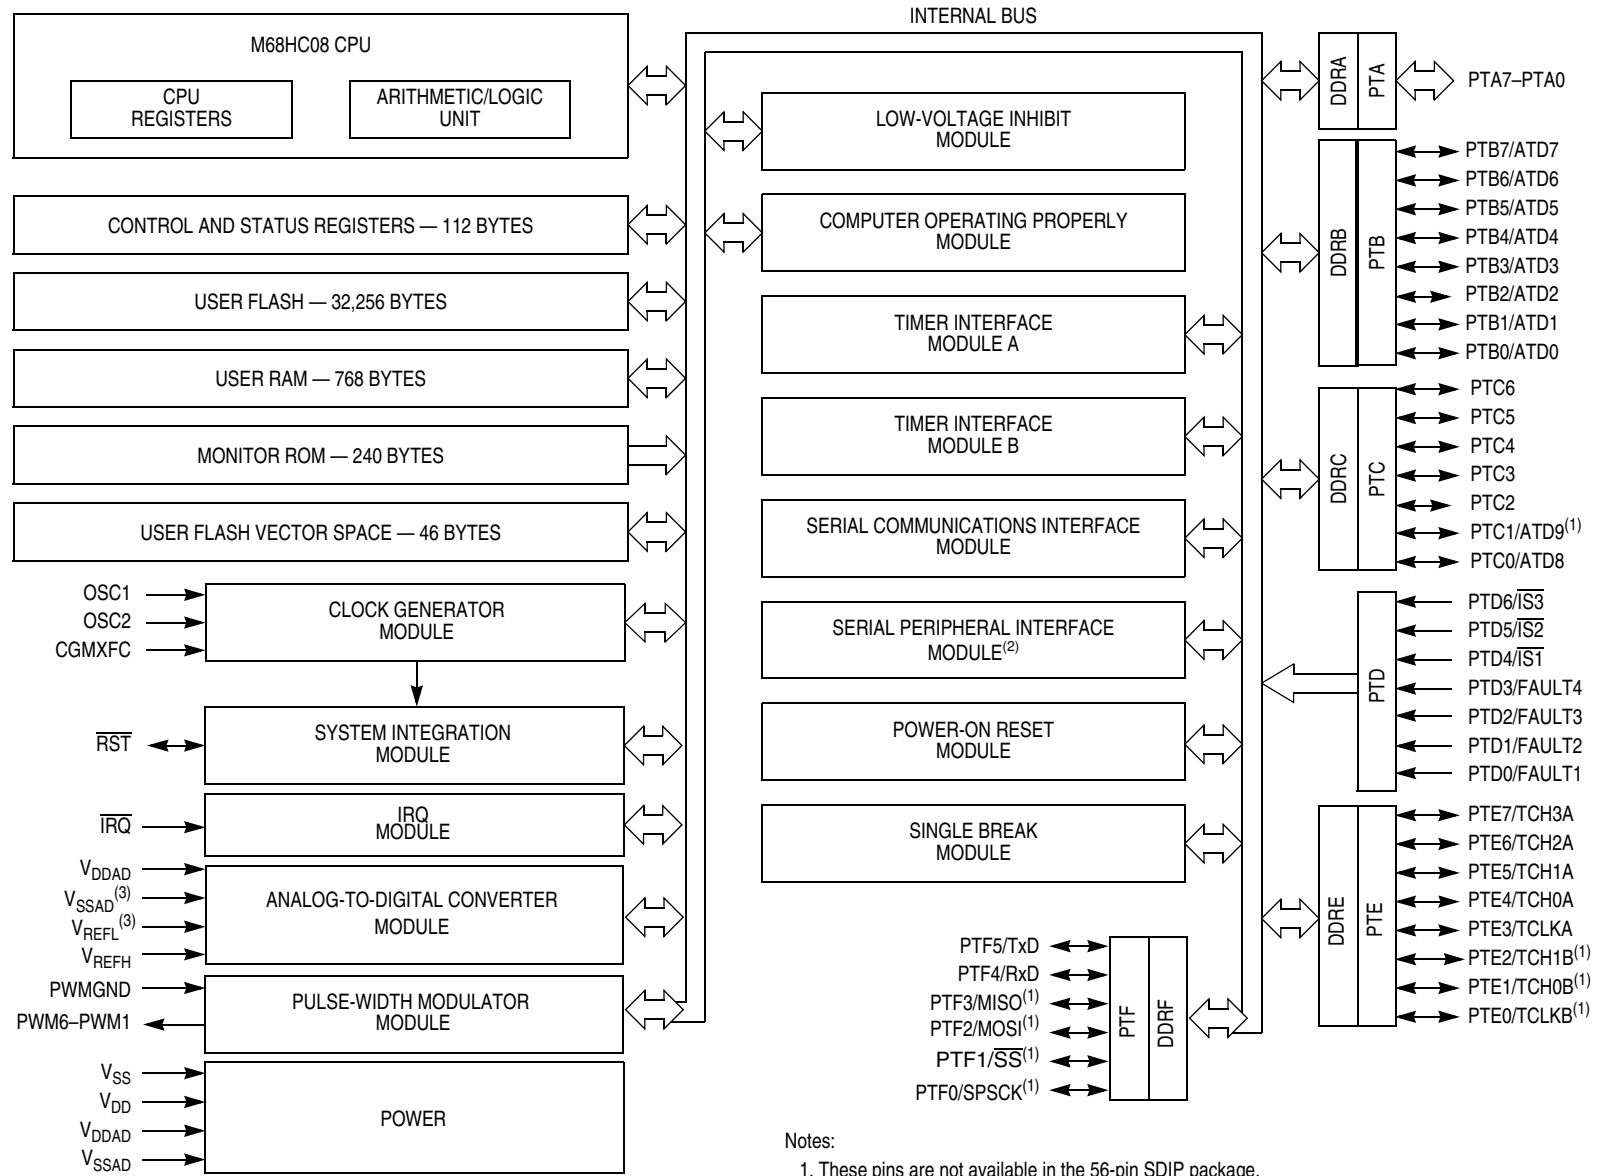 INTERNAL BUS
M68HC08 CPU
CPU
REGISTERS
ARITHMETIC/LOGIC
UNIT
CONTROL AND STATUS REGISTERS — 112 BYTES
USER FLASH — 32,256 BYTES
USER RAM — 768 BYTES
MONITOR ROM — 240 BYTES
USER FLASH VECTOR SPACE — 46 BYTES
OSC1
OSC2
CGMXFC
CLOCK GENERATOR
MODULE
RST
SYSTEM INTEGRATION
MODULE
IRQ
IRQ
MODULE
VDDAD
VSSAD(3)
VREFL(3)
VREFH
ANALOG-TO-DIGITAL CONVERTER
MODULE
PWMGND
PWM6–PWM1
PULSE-WIDTH MODULATOR
MODULE
VSS
VDD
VDDAD
VSSAD
POWER
LOW-VOLTAGE INHIBIT
MODULE
COMPUTER OPERATING PROPERLY
MODULE
TIMER INTERFACE
MODULE A
TIMER INTERFACE
MODULE B
SERIAL COMMUNICATIONS INTERFACE
MODULE
SERIAL PERIPHERAL INTERFACE
MODULE(2)
POWER-ON RESET
MODULE
SINGLE BREAK
MODULE
PTF5/TxD
PTF4/RxD
PTF3/MISO(1)
PTF2/MOSI(1)
PTF1/SS(1)
PTF0/SPSCK(1)
PTF
DDRF
DDRA
PTA
PTA7–PTA0
DDRB
PTB
PTB7/ATD7
PTB6/ATD6
PTB5/ATD5
PTB4/ATD4
PTB3/ATD3
PTB2/ATD2
PTB1/ATD1
PTB0/ATD0
DDRC
PTC
PTC6
PTC5
PTC4
PTC3
PTC2
PTC1/ATD9(1)
PTC0/ATD8
PTD
PTD6/IS3
PTD5/IS2
PTD4/IS1
PTD3/FAULT4
PTD2/FAULT3
PTD1/FAULT2
PTD0/FAULT1
DDRE
PTE
PTE7/TCH3A
PTE6/TCH2A
PTE5/TCH1A
PTE4/TCH0A
PTE3/TCLKA
PTE2/TCH1B(1)
PTE1/TCH0B(1)
PTE0/TCLKB(1)
Notes:
1. These pins are not available in the 56-pin SDIP package.